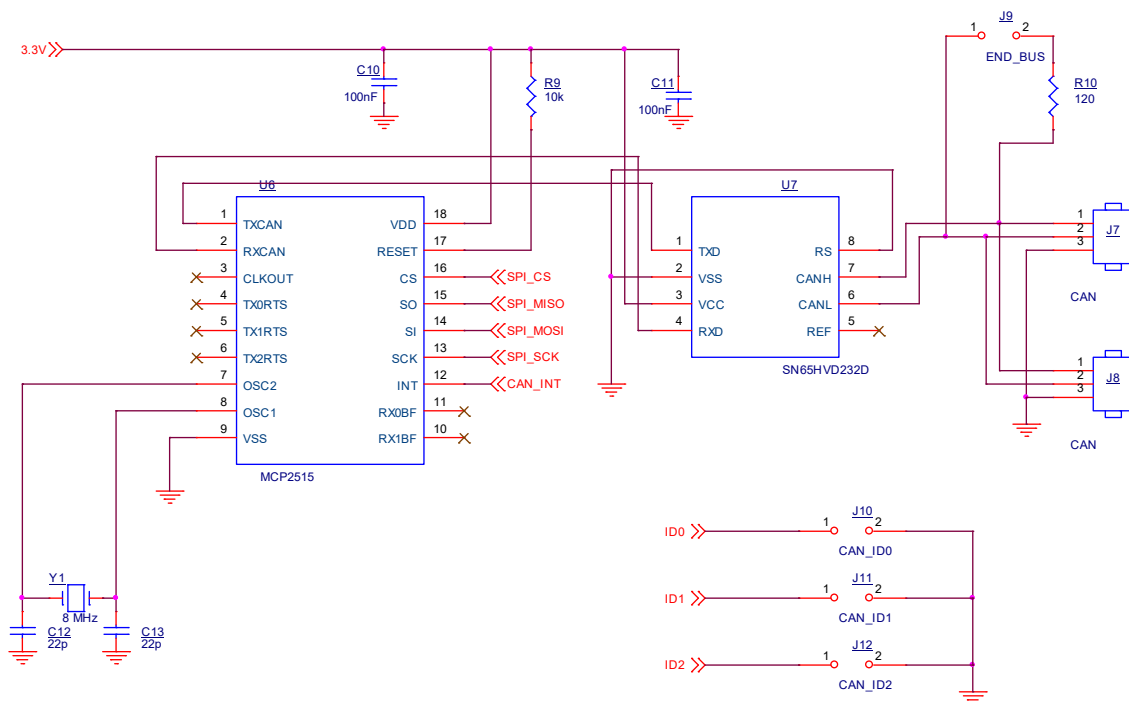 3.3V
C10
100nF
R9
10k
C11
100nF
J9
1 2
END_BUS
R10
120
U6
1 TXCAN VDD 18
2 RXCAN RESET 17
3 CLKOUT CS 16 SPI_CS
4 TX0RTS SO 15 SPI_MISO
5 TX1RTS SI 14 SPI_MOSI
6 TX2RTS SCK 13 SPI_SCK
7 OSC2 INT 12 CAN_INT
8 OSC1 RX0BF 11
9 VSS RX1BF 10
MCP2515
U7
1 TXD RS 8
2 VSS CANH 7
3 VCC CANL 6
4 RXD REF 5
SN65HVD232D
1
2
3
J7
CAN
1
2
3
J8
CAN
Y1
8 MHz
C12
22p
C13
22p
J10
ID0 1 2
CAN_ID0
J11
ID1 1 2
CAN_ID1
J12
ID2 1 2
CAN_ID2